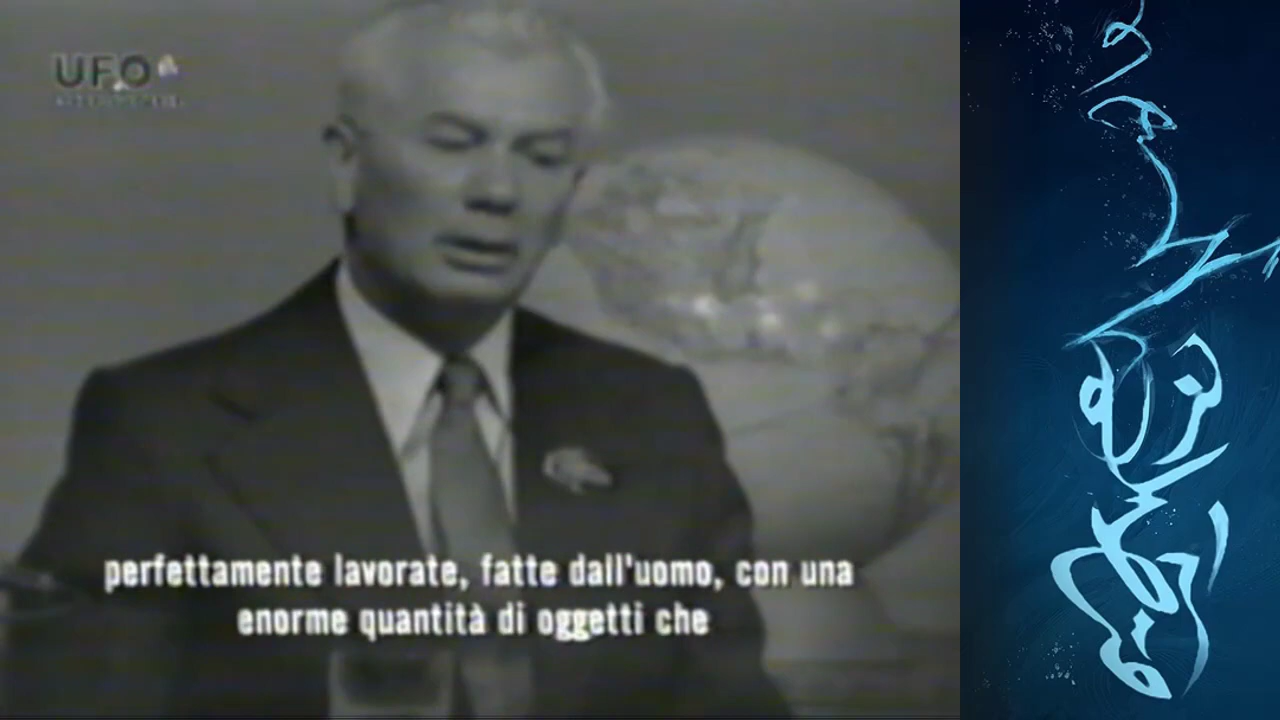 UFO
perfettamente lavorate, fatte dall'uomo, con una
enorme quantità di oggetti che